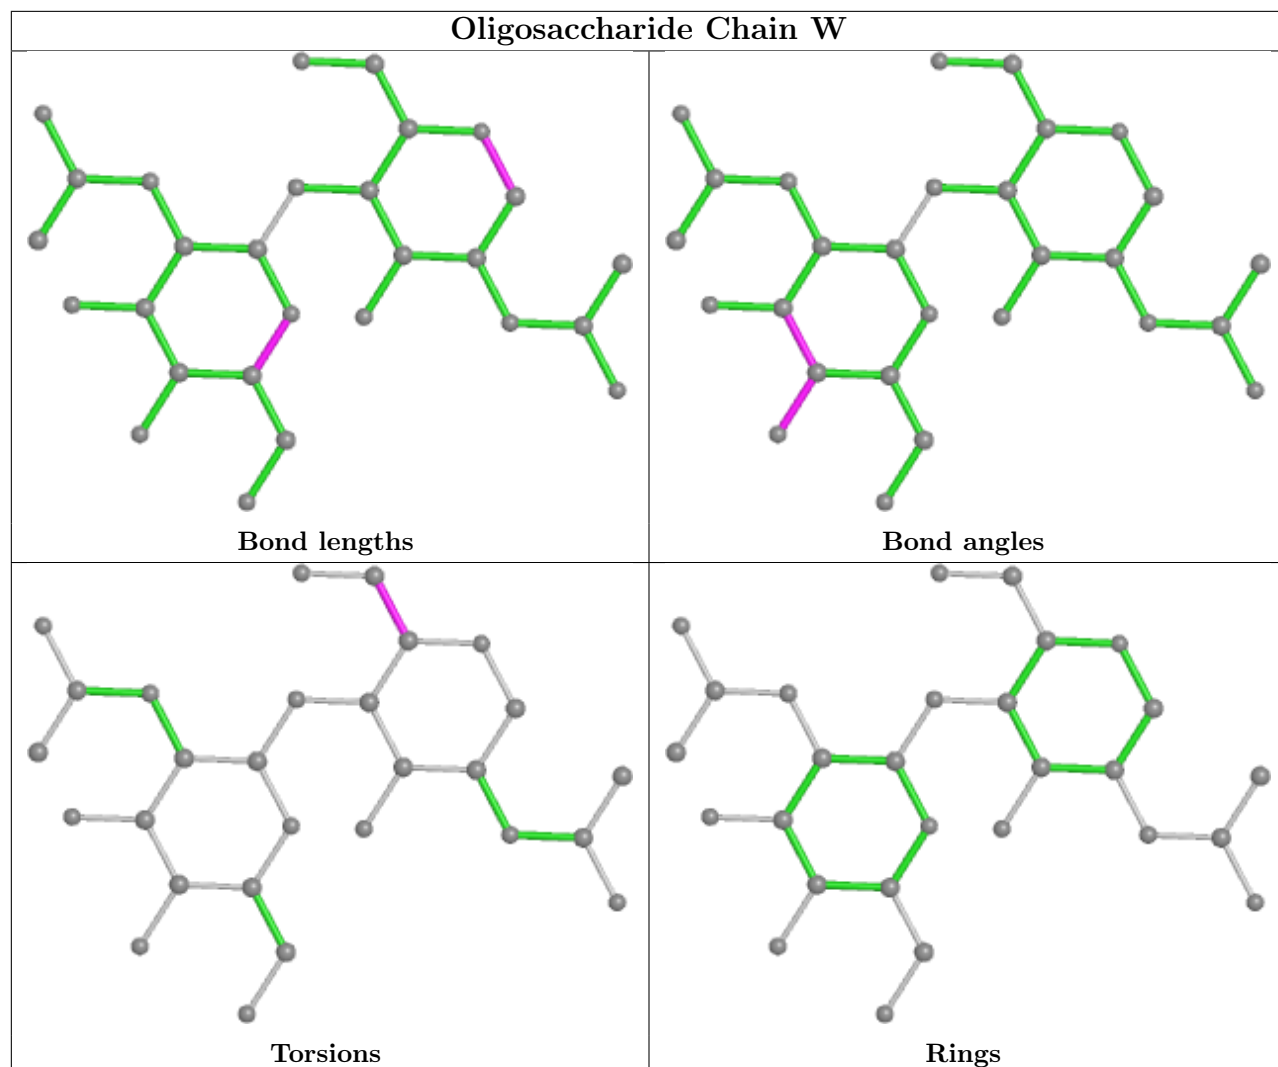 Oligosaccharide Chain W
Bond lengths
Bond angles
Torsions
Rings